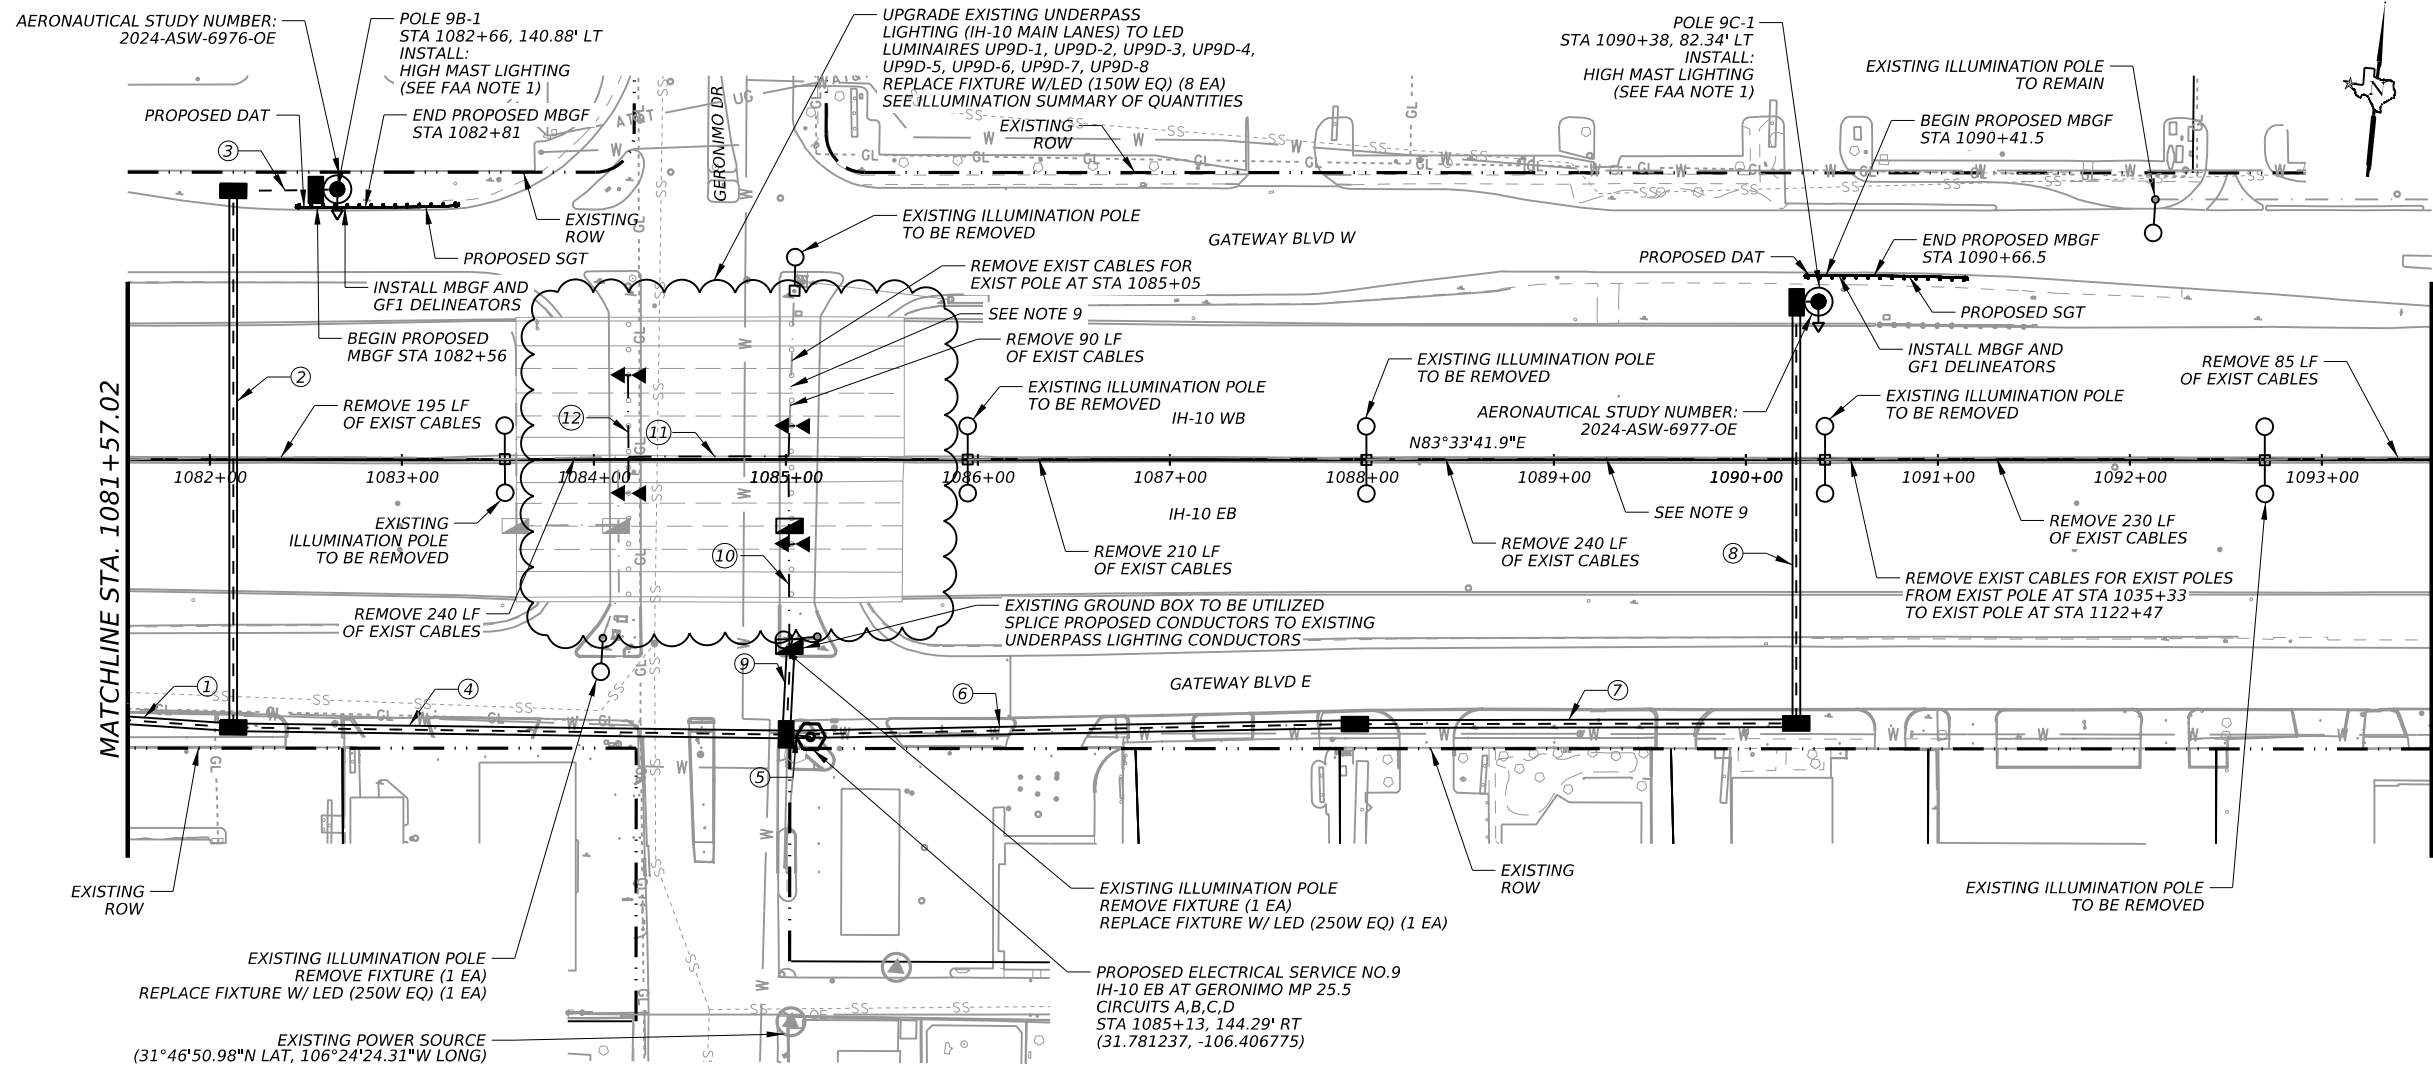 AERONAUTICAL STUDY NUMBER:
2024-ASW-6976-OE
POLE 9B-1
STA 1082+66, 140.88' LT
INSTALL:
HIGH MAST LIGHTING
(SEE FAA NOTE 1)
PROPOSED DAT
END PROPOSED MBGF
STA 1082+81
3
EXISTING
ROW
PROPOSED SGT
INSTALL MBGF AND
GF1 DELINEATORS
BEGIN PROPOSED
MBGF STA 1082+56
UPGRADE EXISTING UNDERPASS
LIGHTING (IH-10 MAIN LANES) TO LED
LUMINAIRES UP9D-1, UP9D-2, UP9D-3, UP9D-4,
UP9D-5, UP9D-6, UP9D-7, UP9D-8
REPLACE FIXTURE W/LED (150W EQ) (8 EA)
SEE ILLUMINATION SUMMARY OF QUANTITIES
EXISTING
ROW
GERONIMO DR
AT&T
UG
POLE 9C-1
STA 1090+38, 82.34' LT
INSTALL:
HIGH MAST LIGHTING
(SEE FAA NOTE 1)
EXISTING ILLUMINATION POLE
TO REMAIN
N
BEGIN PROPOSED MBGF
STA 1090+41.5
EXISTING ILLUMINATION POLE
TO BE REMOVED
GATEWAY BLVD W
PROPOSED DAT
END PROPOSED MBGF
STA 1090+66.5
PROPOSED SGT
INSTALL MBGF AND
GF1 DELINEATORS
REMOVE EXIST CABLES FOR
EXIST POLE AT STA 1085+05
SEE NOTE 9
REMOVE 90 LF
OF EXIST CABLES
MATCHLINE STA. 1081+57.02
2
REMOVE 195 LF
OF EXIST CABLES
12
11
EXISTING ILLUMINATION POLE
TO BE REMOVED
IH-10 WB
EXISTING ILLUMINATION POLE
TO BE REMOVED
AERONAUTICAL STUDY NUMBER:
2024-ASW-6977-OE
N83°33'41.9"E
EXISTING ILLUMINATION POLE
TO BE REMOVED
REMOVE 85 LF
OF EXIST CABLES
1082+00
1083+00
1084+00
1085+00
1086+00
1087+00
1088+00
1089+00
1090+00
1091+00
1092+00
1093+00
EXISTING
ILLUMINATION POLE
TO BE REMOVED
10
IH-10 EB
REMOVE 210 LF
OF EXIST CABLES
REMOVE 240 LF
OF EXIST CABLES
SEE NOTE 9
8
REMOVE 230 LF
OF EXIST CABLES
REMOVE EXIST CABLES FOR EXIST POLES
FROM EXIST POLE AT STA 1035+33
TO EXIST POLE AT STA 1122+47
REMOVE 240 LF
OF EXIST CABLES
EXISTING GROUND BOX TO BE UTILIZED
SPLICE PROPOSED CONDUCTORS TO EXISTING
UNDERPASS LIGHTING CONDUCTORS
9
GATEWAY BLVD E
1
4
6
7
5
EXISTING
ROW
EXISTING ILLUMINATION POLE
REMOVE FIXTURE (1 EA)
REPLACE FIXTURE W/ LED (250W EQ) (1 EA)
EXISTING POWER SOURCE
(31°46'50.98"N LAT, 106°24'24.31"W LONG)
EXISTING ILLUMINATION POLE
REMOVE FIXTURE (1 EA)
REPLACE FIXTURE W/ LED (250W EQ) (1 EA)
PROPOSED ELECTRICAL SERVICE NO.9
IH-10 EB AT GERONIMO MP 25.5
CIRCUITS A,B,C,D
STA 1085+13, 144.29' RT
(31.781237, -106.406775)
EXISTING
ROW
EXISTING ILLUMINATION POLE
TO BE REMOVED